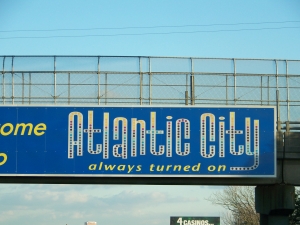 ome
o
Atlantic City
always turned on....
4 CASINOS...